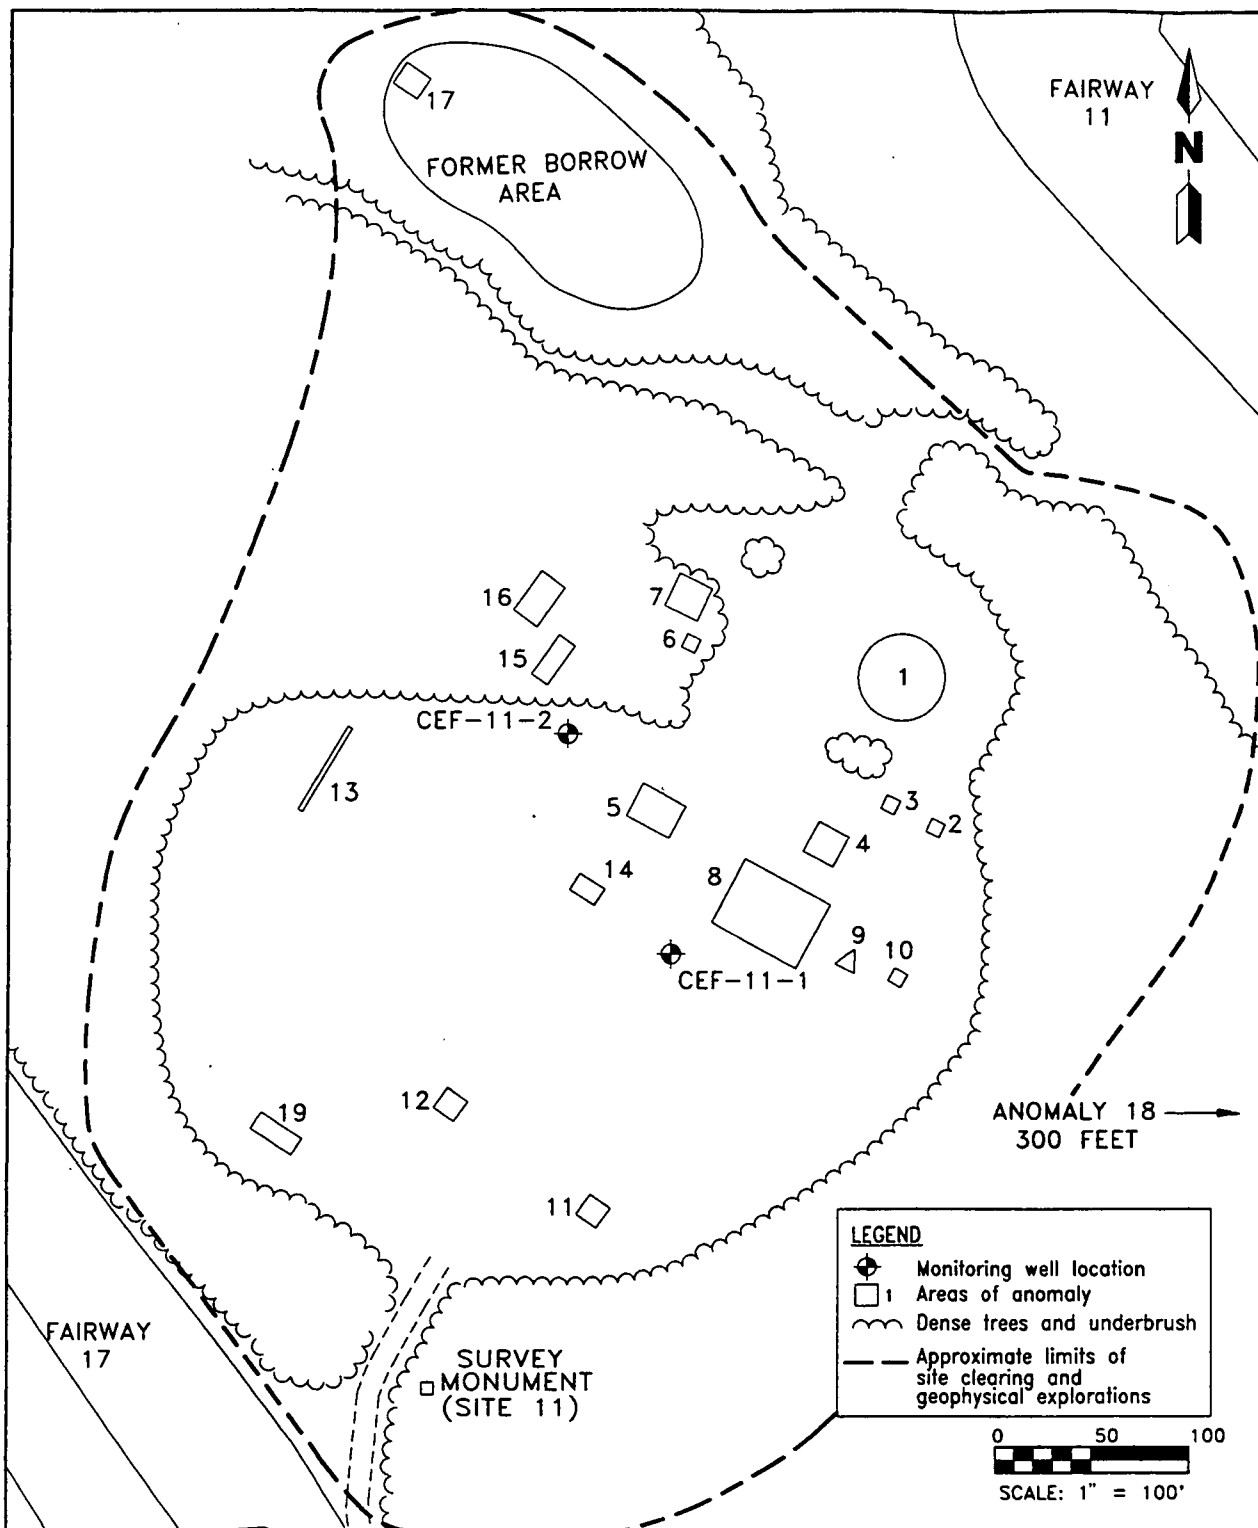 FAIRWAY
11
N
17
FORMER BORROW
AREA
16
7
6
15
1
CEF-11-2
13
5
3
2
4
14
8
9
10
CEF-11-1
12
19
ANOMALY 18
300 FEET
11
LEGEND
Monitoring well location
1 Areas of anomaly
Dense trees and underbrush
Approximate limits of
site clearing and
geophysical explorations
FAIRWAY
17
SURVEY
MONUMENT
(SITE 11)
0 50 100
SCALE: 1" = 100'